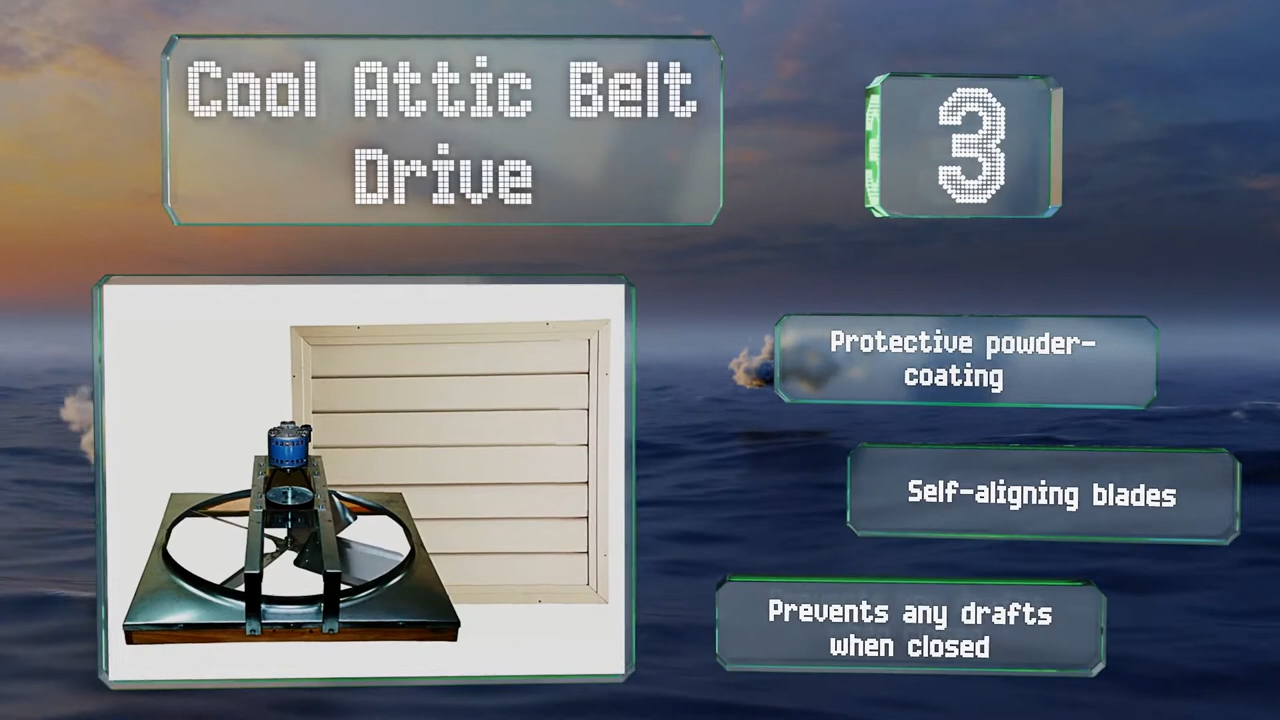 Cool Attic Belt
Drive
3
Protective powder-
coating
Self-aligning blades
Prevents any drafts
when closed